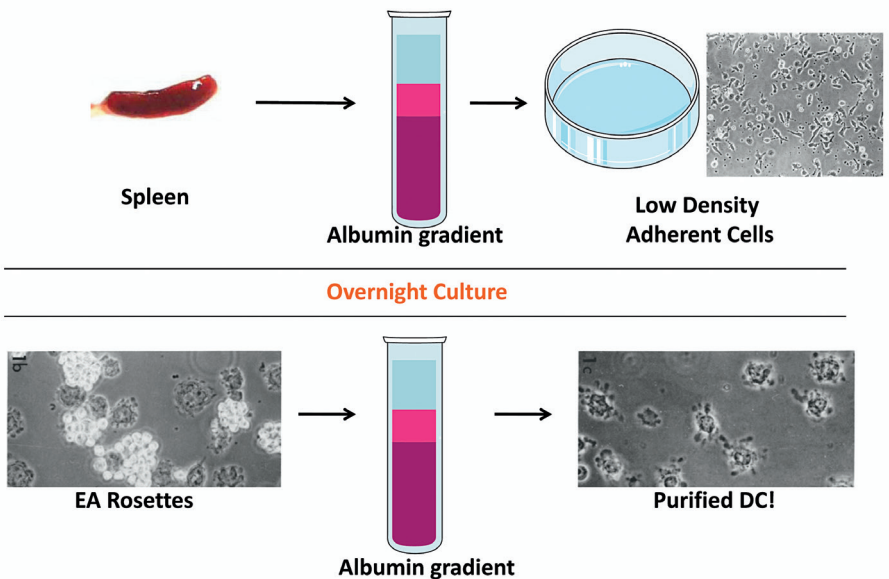 Spleen
Albumin gradient
Low Density
Adherent Cells
Overnight Culture
1b
1c
EA Rosettes
Purified DC!
Albumin gradient